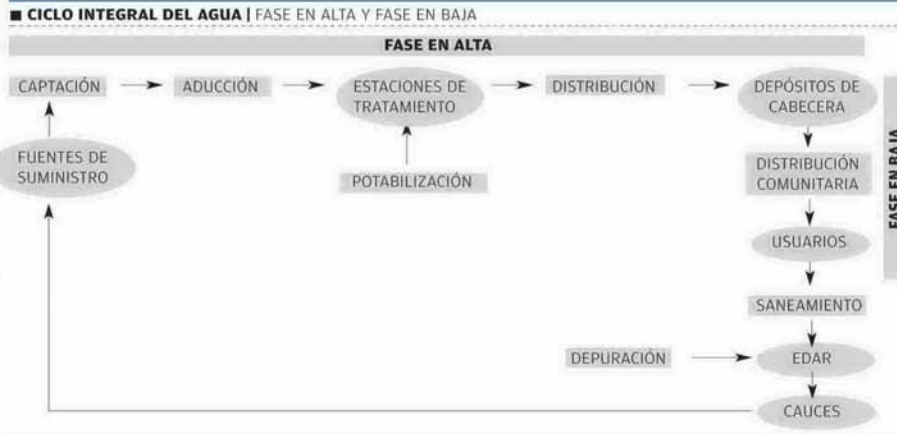 ■ CICLO INTEGRAL DEL AGUA | FASE EN ALTA Y FASE EN BAJA
FASE EN ALTA
CAPTACIÓN
ADUCCIÓN
ESTACIONES DE
TRATAMIENTO
DISTRIBUCIÓN
DEPÓSITOS DE
CABECERA
FUENTES DE
SUMINISTRO
POTABILIZACIÓN
DISTRIBUCIÓN
COMUNITARIA
FASE EN BAJA
USUARIOS
SANEAMIENTO
DEPURACIÓN
EDAR
CAUCES